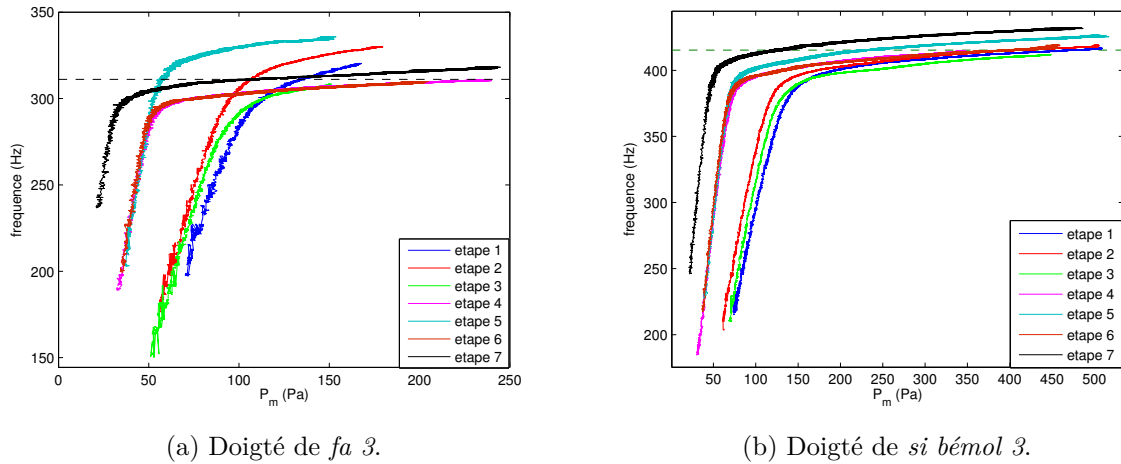 350
300
250
200
150
frequence (Hz)
0
50
100
150
200
250
P_m (Pa)
etape 1
etape 2
etape 3
etape 4
etape 5
etape 6
etape 7
(a) Doigté de fa 3.
400
350
300
250
200
frequence (Hz)
50
100
150
200
250
300
350
400
450
500
P_m (Pa)
etape 1
etape 2
etape 3
etape 4
etape 5
etape 6
etape 7
(b) Doigté de si bémol 3.